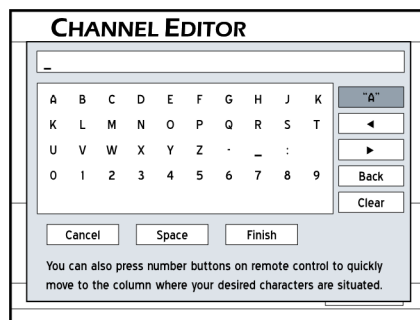 CHANNEL EDITOR
_
A B C D E F G H J K "A"
K L M N O P Q R S T ◄
U V W X Y Z · _ : ►
0 1 2 3 4 5 6 7 8 9 Back
Clear
Cancel Space Finish
You can also press number buttons on remote control to quickly
move to the column where your desired characters are situated.